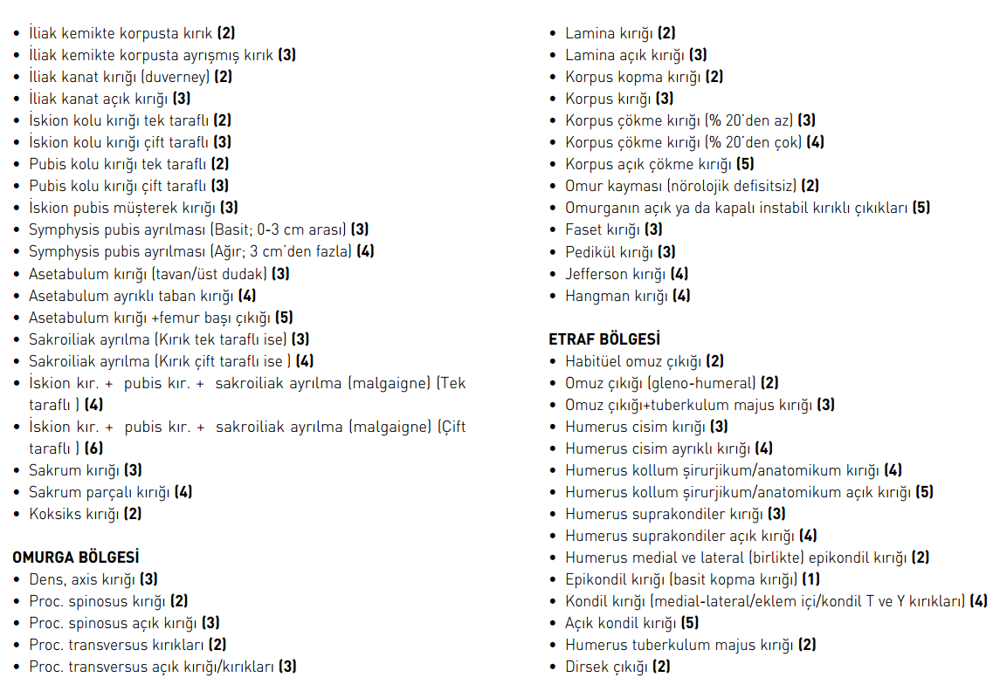 • İliak kemikte korpusta kırık (2)
• İliak kemikte korpusta ayrışmış kırık (3)
• İliak kanat kırığı (duverney) (2)
• İliak kanat açık kırığı (3)
• İskion kolu kırığı tek taraflı (2)
• İskion kolu kırığı çift taraflı (3)
• Pubis kolu kırığı tek taraflı (2)
• Pubis kolu kırığı çift taraflı (3)
• İskion pubis müşterek kırığı (3)
• Symphysis pubis ayrılması (Basit; 0-3 cm arası) (3)
• Symphysis pubis ayrılması (Ağır; 3 cm'den fazla) (4)
• Asetabulum kırığı (tavan/üst dudak) (3)
• Asetabulum ayrıklı taban kırığı (4)
• Asetabulum kırığı +femur başı çıkığı (5)
• Sakroiliak ayrılma (Kırık tek taraflı ise) (3)
• Sakroiliak ayrılma (Kırık çift taraflı ise ) (4)
• İskion kır. + pubis kır. + sakroiliak ayrılma (malgaigne) (Tek
taraflı ) (4)
• İskion kır. + pubis kır. + sakroiliak ayrılma (malgaigne) (Çift
taraflı ) (6)
• Sakrum kırığı (3)
• Sakrum parçalı kırığı (4)
• Koksiks kırığı (2)
OMURGA BÖLGESİ
• Dens, axis kırığı (3)
• Proc. spinosus kırığı (2)
• Proc. spinosus açık kırığı (3)
• Proc. transversus kırıkları (2)
• Proc. transversus açık kırığı/kırıkları (3)
• Lamina kırığı (2)
• Lamina açık kırığı (3)
• Korpus kopma kırığı (2)
• Korpus kırığı (3)
• Korpus çökme kırığı (% 20'den az) (3)
• Korpus çökme kırığı (% 20'den çok) (4)
• Korpus açık çökme kırığı (5)
• Omur kayması (nörolojik defisitsiz) (2)
• Omurganın açık ya da kapalı instabil kırıklı çıkıkları (5)
• Faset kırığı (3)
• Pedikül kırığı (3)
• Jefferson kırığı (4)
• Hangman kırığı (4)
ETRAF BÖLGESİ
• Habitüel omuz çıkığı (2)
• Omuz çıkığı (gleno-humeral) (2)
• Omuz çıkığı+tuberkulum majus kırığı (3)
• Humerus cisim kırığı (3)
• Humerus cisim ayrıklı kırığı (4)
• Humerus kollum şirurjikum/anatomikum kırığı (4)
• Humerus kollum şirurjikum/anatomikum açık kırığı (5)
• Humerus suprakondiler kırığı (3)
• Humerus suprakondiler açık kırığı (4)
• Humerus medial ve lateral (birlikte) epikondil kırığı (2)
• Epikondil kırığı (basit kopma kırığı) (1)
• Kondil kırığı (medial-lateral/eklem içi/kondil T ve Y kırıkları) (4)
• Açık kondil kırığı (5)
• Humerus tuberkulum majus kırığı (2)
• Dirsek çıkığı (2)